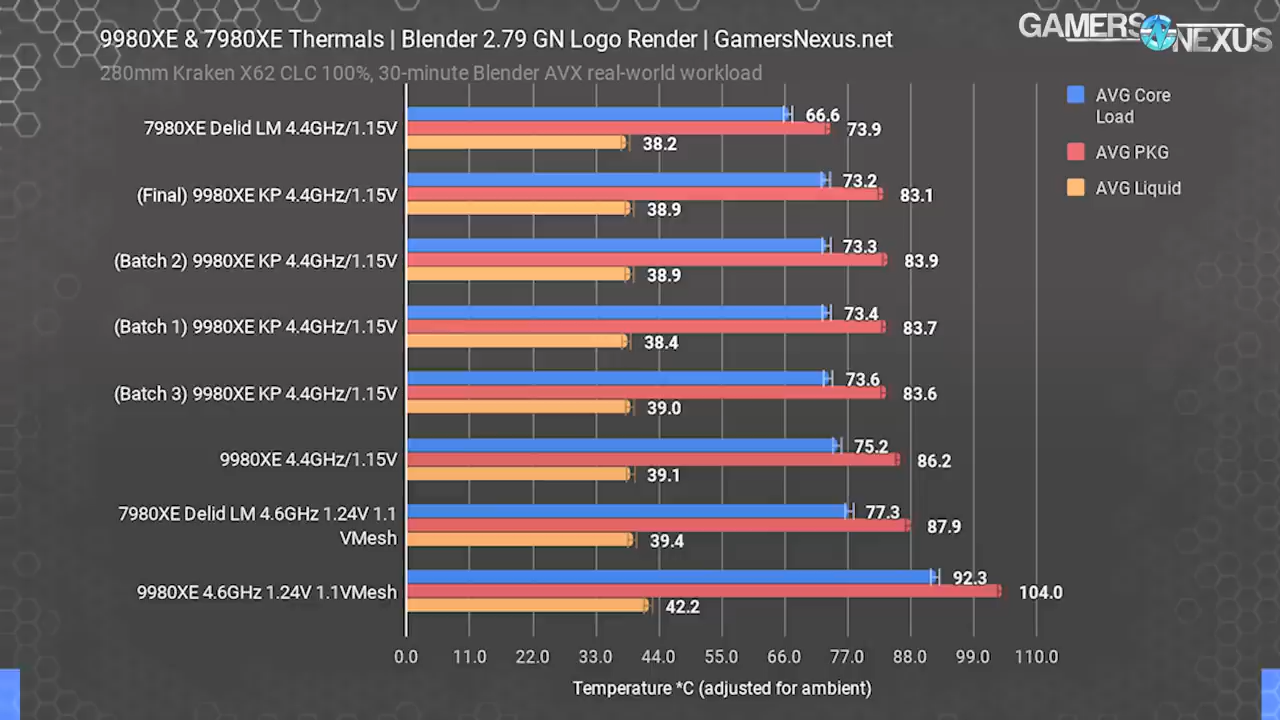 9980XE & 7980XE Thermals | Blender 2.79 GN Logo Render | GamersNexus.net
280mm Kraken X62 CLC 100%, 30-minute Blender AVX real-world workload
GAMERS NEXUS
AVG Core
Load
AVG PKG
AVG Liquid
7980XE Delid LM 4.4GHz/1.15V
66.6
73.9
38.2
(Final) 9980XE KP 4.4GHz/1.15V
73.2
83.1
38.9
(Batch 2) 9980XE KP 4.4GHz/1.15V
73.3
83.9
38.9
(Batch 1) 9980XE KP 4.4GHz/1.15V
73.4
83.7
38.4
(Batch 3) 9980XE KP 4.4GHz/1.15V
73.6
83.6
39.0
9980XE 4.4GHz/1.15V
75.2
86.2
39.1
7980XE Delid LM 4.6GHz 1.24V 1.1
VMesh
77.3
87.9
39.4
9980XE 4.6GHz 1.24V 1.1VMesh
92.3
104.0
42.2
0.0 11.0 22.0 33.0 44.0 55.0 66.0 77.0 88.0 99.0 110.0
Temperature *C (adjusted for ambient)